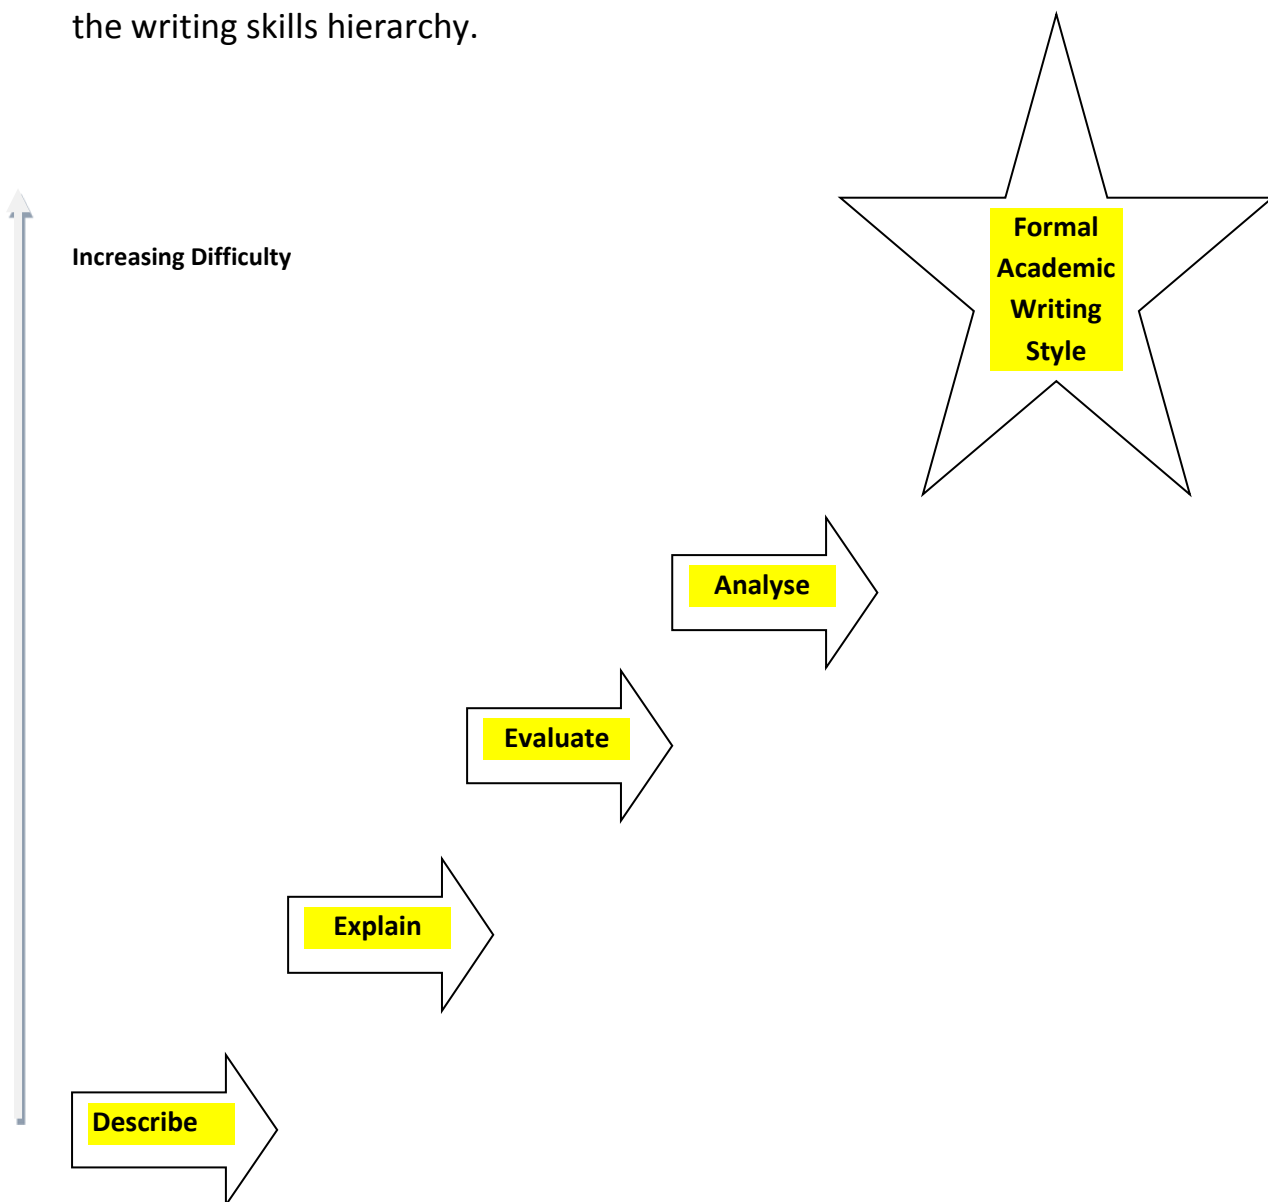 the writing skills hierarchy.
Increasing Difficulty
Formal
Academic
Writing
Style
Analyse
Evaluate
Explain
Describe